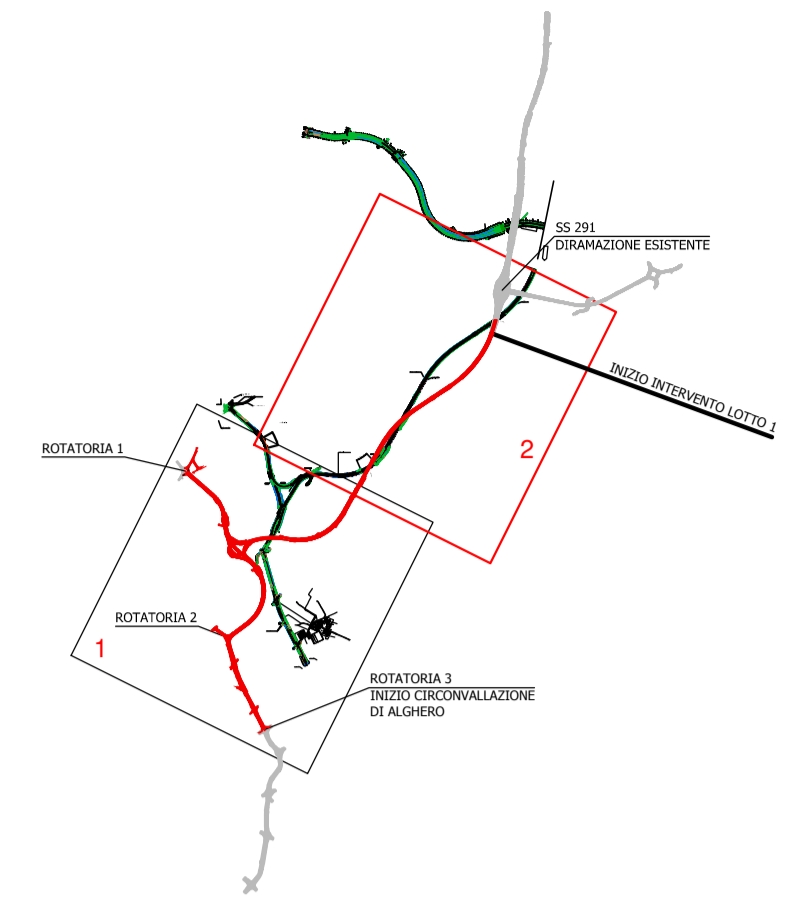 SS 291
DIRAMAZIONE ESISTENTE
INIZIO INTERVENTO LOTTO 1
2
ROTATORIA 1
ROTATORIA 2
1
ROTATORIA 3
INIZIO CIRCONVALLAZIONE
DI ALGHERO